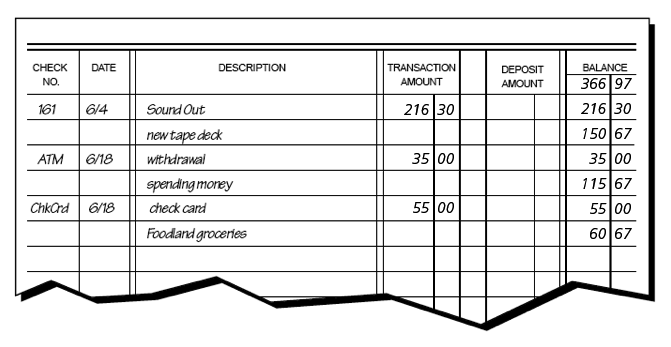 CHECK NO. DATE DESCRIPTION TRANSACTION AMOUNT DEPOSIT AMOUNT BALANCE
366 97
161 6/4 Sound Out 216 30 216 30
new tape deck 150 67
ATM 6/18 withdrawal 35 00 35 00
spending money 115 67
ChkCrd 6/18 check card 55 00 55 00
Foodland groceries 60 67